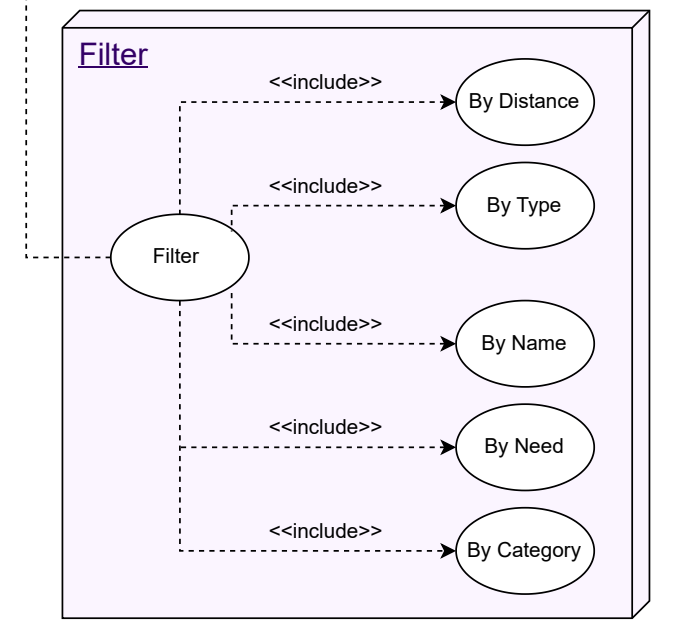 Filter
<<include>>
By Distance
<<include>>
By Type
Filter
<<include>>
By Name
<<include>>
By Need
<<include>>
By Category